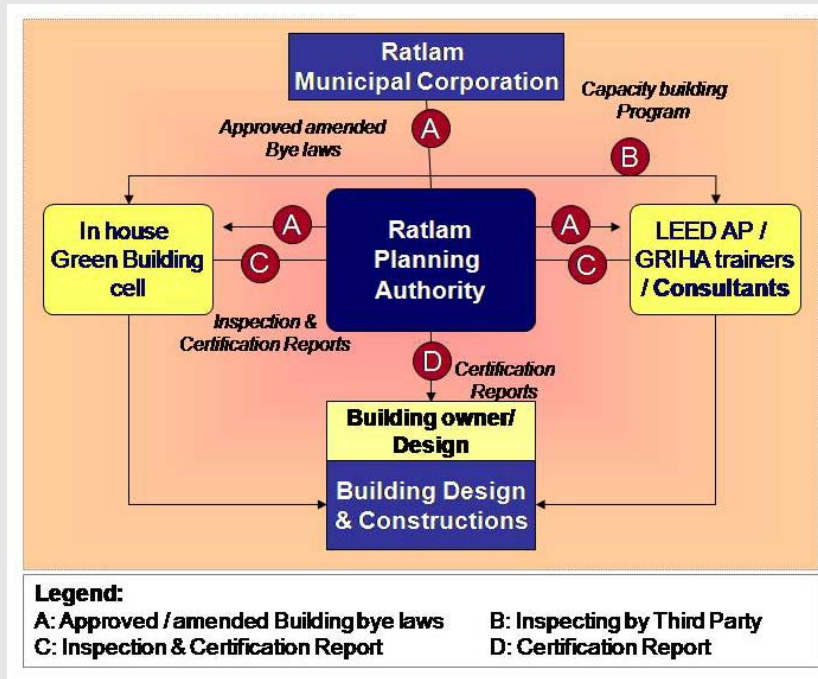 Ratlam
Municipal Corporation
Capacity building
Program
Approved amended
Bye laws
A
B
In house
Green Building
cell
A
C
Ratlam
Planning
Authority
A
C
LEED AP /
GRIHA trainers
/ Consultants
Inspection &
Certification Reports
D
Certification
Reports
Building owner/
Design
Building Design
& Constructions
Legend:
A: Approved / amended Building bye laws
B: Inspecting by Third Party
C: Inspection & Certification Report
D: Certification Report